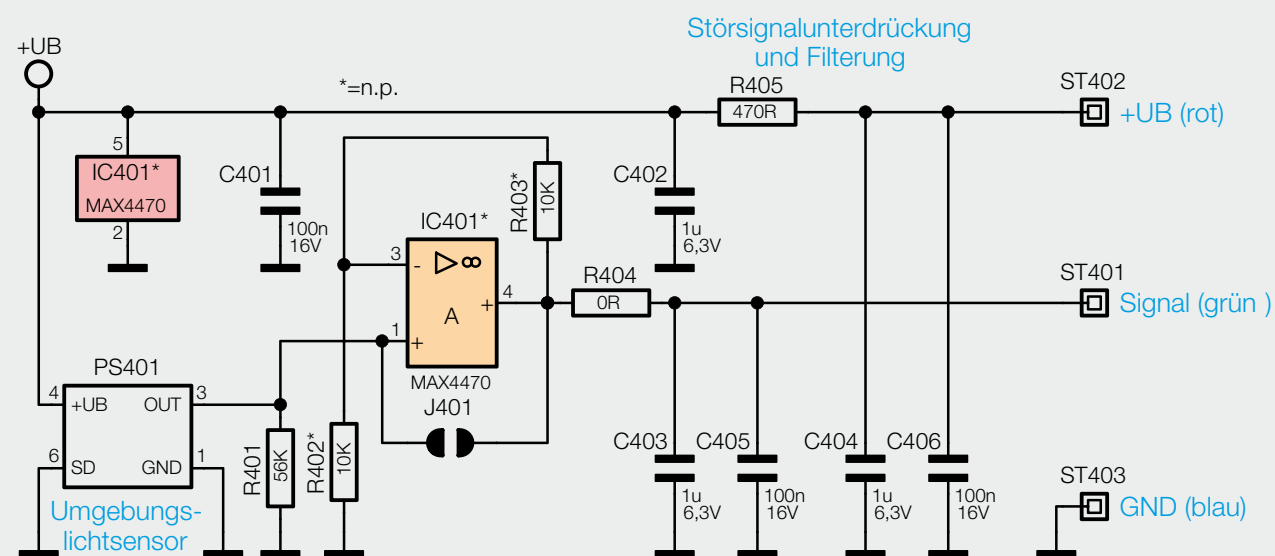 Störsignalunterdrückung
und Filterung
+UB
*=n.p.
R405
470R
ST402
+UB (rot)
5
IC401*
MAX4470
2
C401
100n
16V
R403*
10K
C402
1u
6,3V
IC401*
3
-
∞
A
+
4
1
+
MAX4470
J401
R404
0R
ST401
Signal (grün )
PS401
4
+UB
OUT
3
6
SD
GND
1
Umgebungs-
lichtsensor
R401
56K
R402*
10K
C403
1u
6,3V
C405
100n
16V
C404
1u
6,3V
C406
100n
16V
ST403
GND (blau)